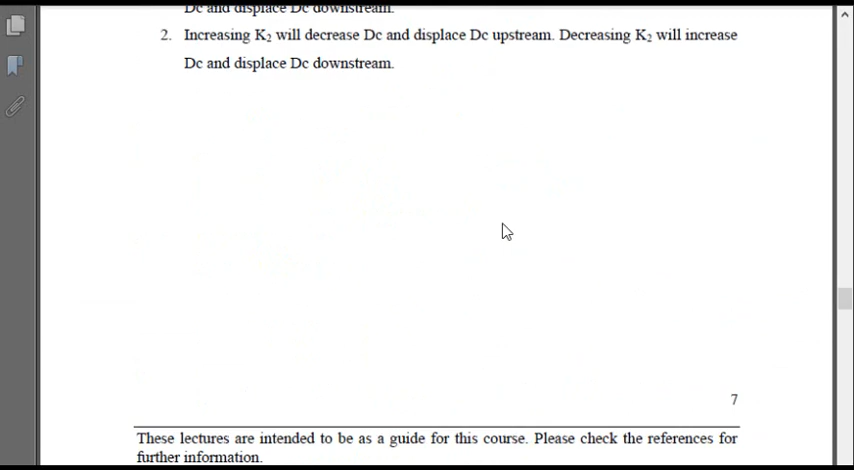 Dc and displace Dc downstream.
2. Increasing K₂ will decrease Dc and displace Dc upstream. Decreasing K₂ will increase
Dc and displace Dc downstream.
7
These lectures are intended to be as a guide for this course. Please check the references for
further information.